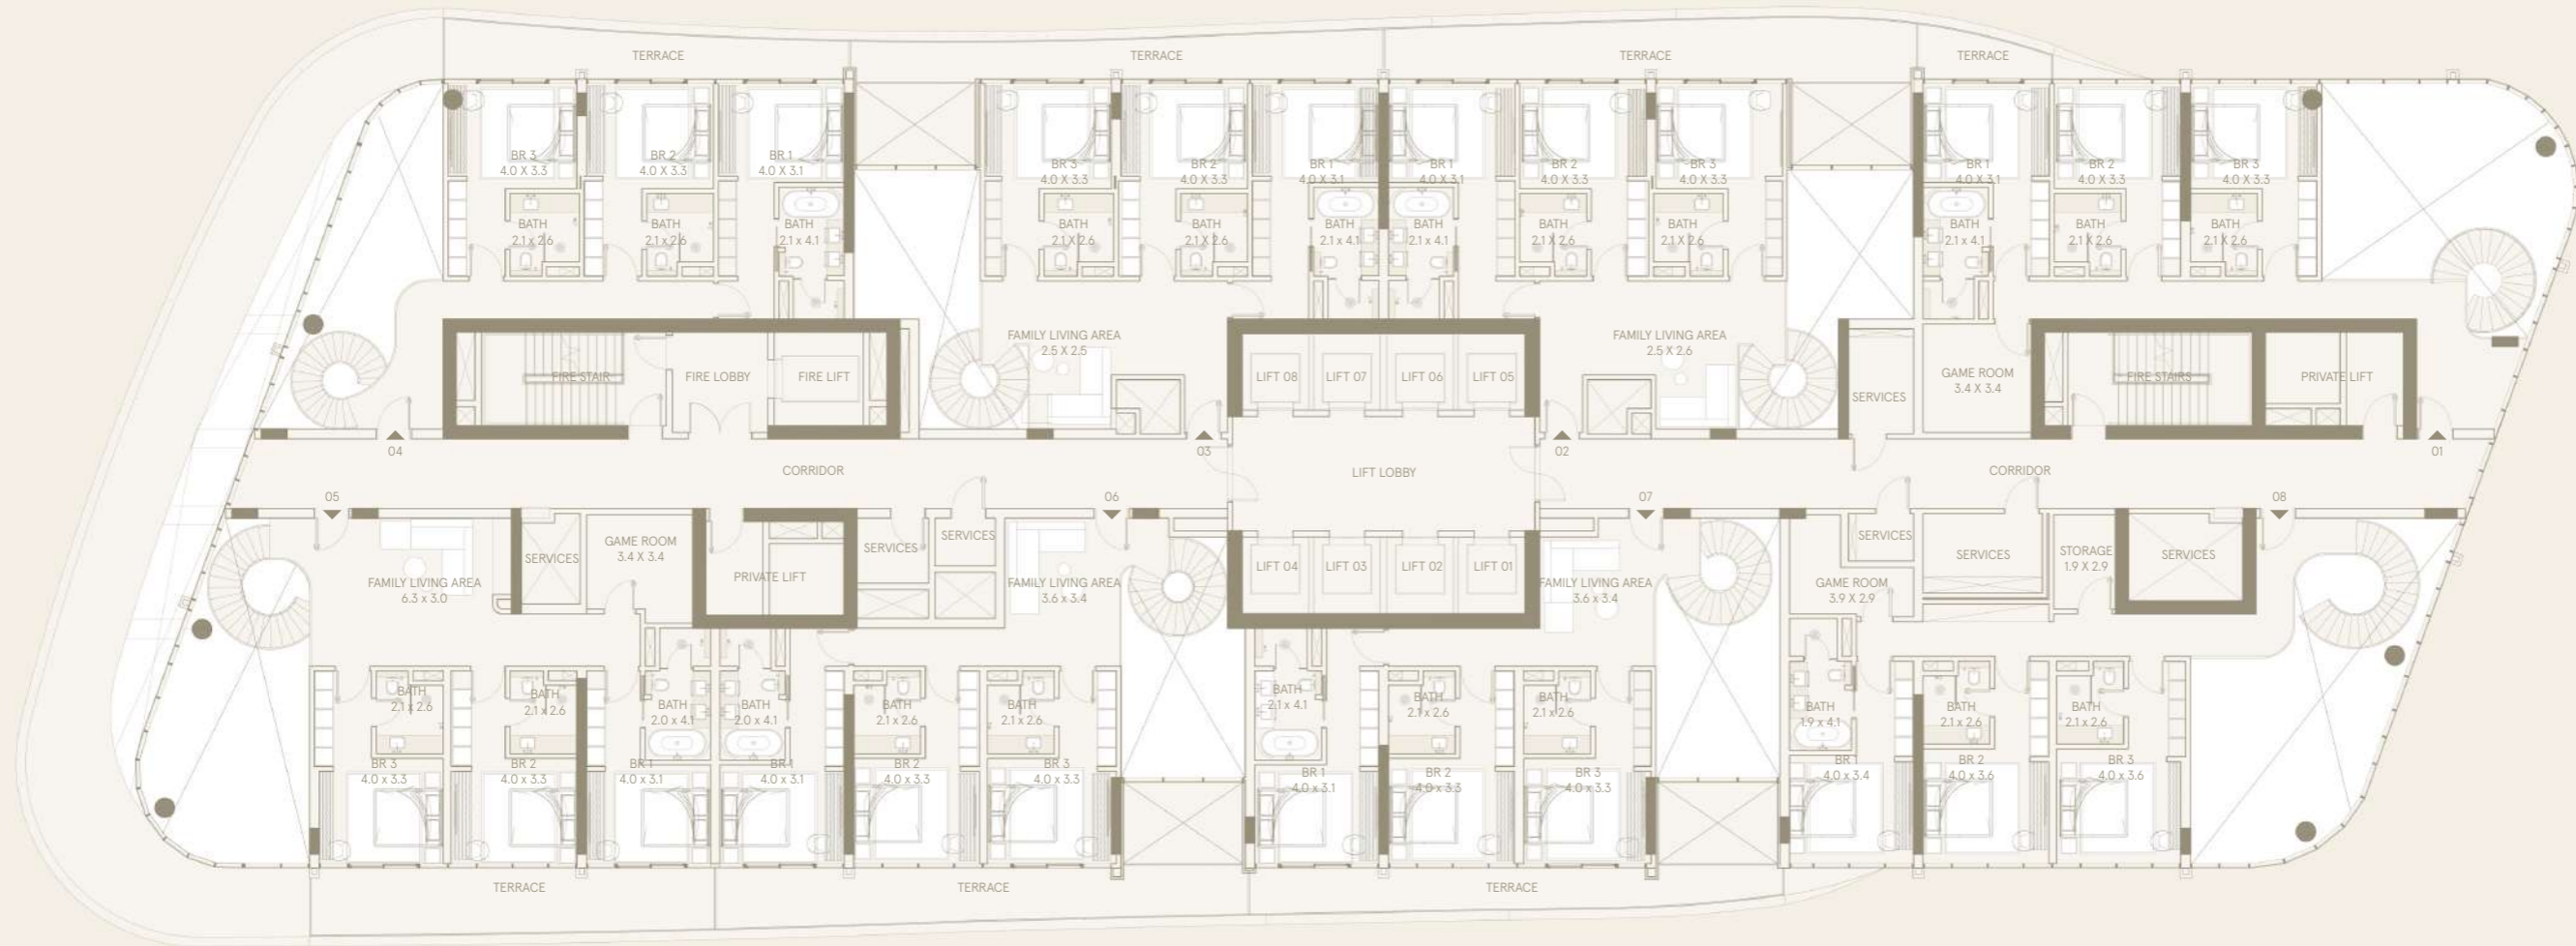 TERRACE
TERRACE
TERRACE
TERRACE
BR 3
4.0 X 3.3
BR 2
4.0 X 3.3
BR 1
4.0 X 3.1
BR 3
4.0 X 3.3
BR 2
4.0 X 3.3
BR 1
4.0 X 3.1
BR 1
4.0 X 3.1
BR 2
4.0 X 3.3
BR 3
4.0 X 3.3
BR 1
4.0 X 3.1
BR 2
4.0 X 3.3
BR 3
4.0 X 3.3
BATH
2.1 x 2.6
BATH
2.1 x 2.6
BATH
2.1 x 4.1
BATH
2.1 X 2.6
BATH
2.1 X 2.6
BATH
2.1 x 4.1
BATH
2.1 x 4.1
BATH
2.1 X 2.6
BATH
2.1 X 2.6
BATH
2.1 x 4.1
BATH
2.1 X 2.6
BATH
2.1 X 2.6
FAMILY LIVING AREA
2.5 X 2.5
FAMILY LIVING AREA
2.5 X 2.6
FIRE STAIR
FIRE LOBBY
FIRE LIFT
LIFT 08
LIFT 07
LIFT 06
LIFT 05
SERVICES
GAME ROOM
3.4 X 3.4
FIRE STAIRS
PRIVATE LIFT
04
03
02
01
CORRIDOR
LIFT LOBBY
CORRIDOR
05
06
07
08
FAMILY LIVING AREA
6.3 x 3.0
SERVICES
GAME ROOM
3.4 X 3.4
PRIVATE LIFT
SERVICES
SERVICES
FAMILY LIVING AREA
3.6 x 3.4
LIFT 04
LIFT 03
LIFT 02
LIFT 01
FAMILY LIVING AREA
3.6 x 3.4
GAME ROOM
3.9 X 2.9
SERVICES
SERVICES
STORAGE
1.9 X 2.9
SERVICES
BATH
2.1 x 2.6
BATH
2.1 x 2.6
BATH
2.0 x 4.1
BATH
2.0 x 4.1
BATH
2.1 x 2.6
BATH
2.1 x 2.6
BATH
2.1 x 4.1
BATH
2.1 x 2.6
BATH
2.1 x 2.6
BATH
1.9 x 4.1
BATH
2.1 x 2.6
BATH
2.1 x 2.6
BR 3
4.0 x 3.3
BR 2
4.0 x 3.3
BR 1
4.0 x 3.1
BR 1
4.0 x 3.1
BR 2
4.0 x 3.3
BR 3
4.0 x 3.3
BR 1
4.0 x 3.1
BR 2
4.0 x 3.3
BR 3
4.0 x 3.3
BR 1
4.0 x 3.4
BR 2
4.0 x 3.6
BR 3
4.0 x 3.6
TERRACE
TERRACE
TERRACE